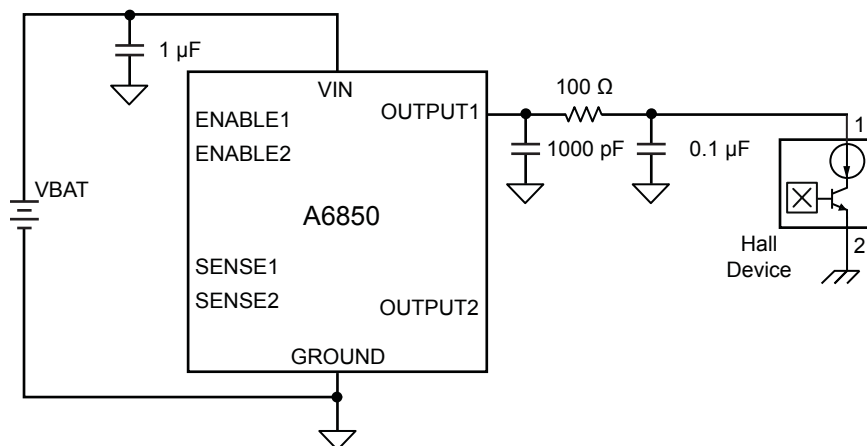 1 µF
VIN
ENABLE1
ENABLE2
OUTPUT1
100 Ω
1000 pF
0.1 µF
1
VBAT
A6850
2
Hall
Device
SENSE1
SENSE2
OUTPUT2
GROUND